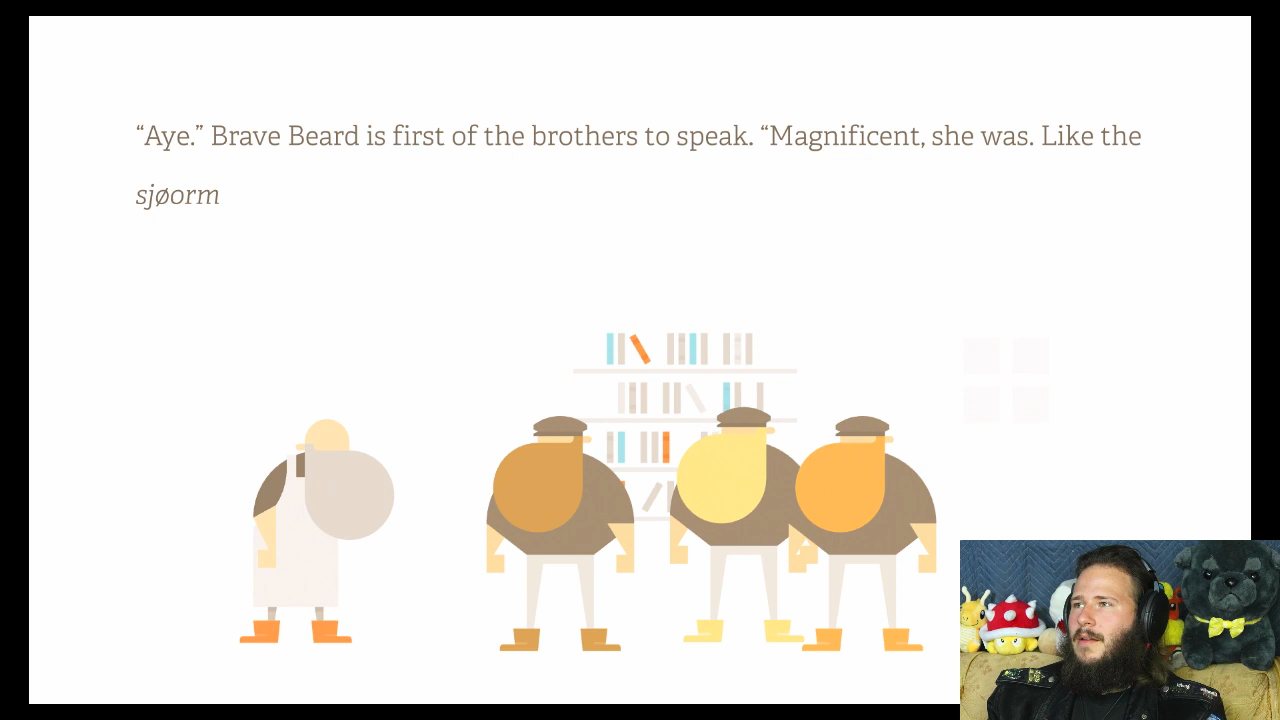 “Aye.” Brave Beard is first of the brothers to speak. “Magnificent, she was. Like the
sjøorm